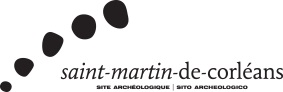 saint-martin-de-corléans
SITE ARCHÉOLOGIQUE | SITO ARCHEOLOGICO